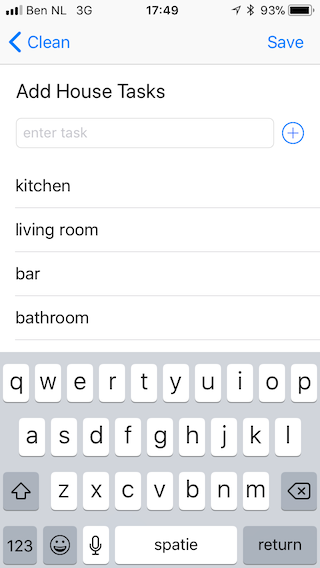 Ben NL 3G 17:49 93%
Clean Save
Add House Tasks
enter task
kitchen
living room
bar
bathroom
q w e r t y u i o p
a s d f g h j k l
z x c v b n m
123 spatie return